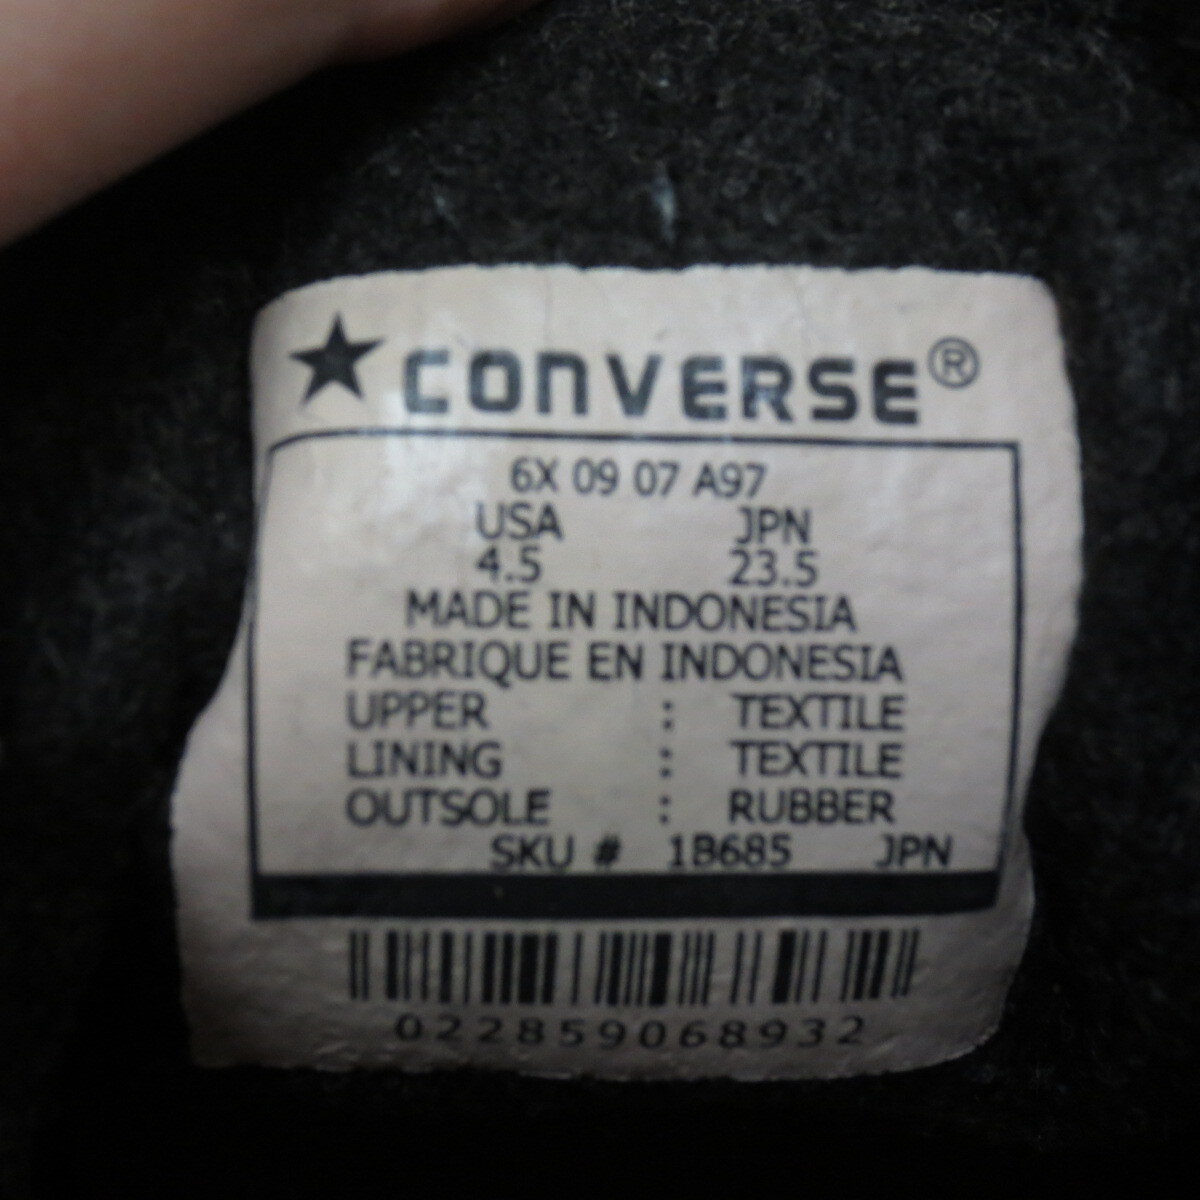 ★ CONVERSE®
6X 09 07 A97
USA JPN
4.5 23.5
MADE IN INDONESIA
FABRIQUE EN INDONESIA
UPPER : TEXTILE
LINING : TEXTILE
OUTSOLE : RUBBER
SKU # 1B685 JPN
022859068932